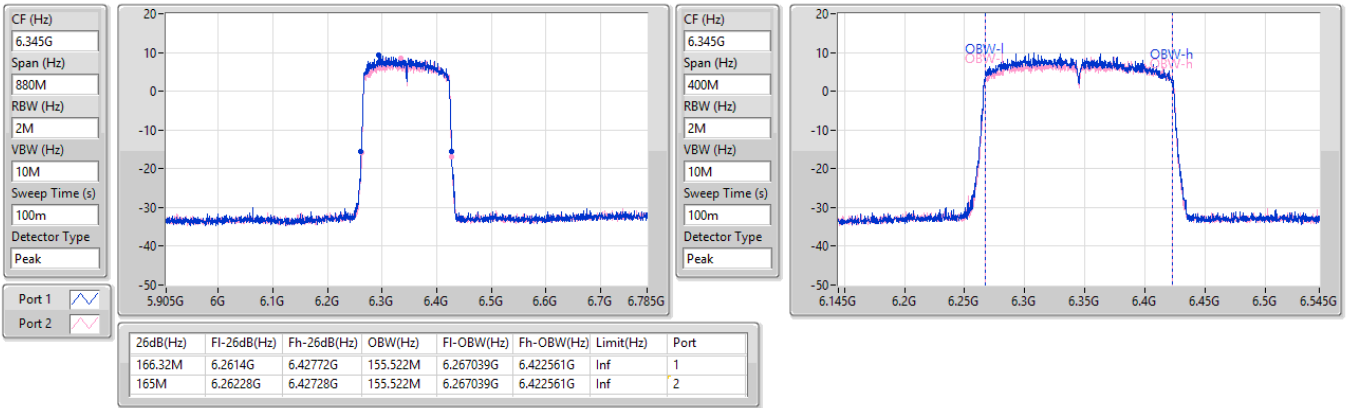 CF (Hz)
6.345G
Span (Hz)
880M
RBW (Hz)
2M
VBW (Hz)
10M
Sweep Time (s)
100m
Detector Type
Peak
Port 1
Port 2
20
10
0
-10
-20
-30
-40
-50
5.905G 6G 6.1G 6.2G 6.3G 6.4G 6.5G 6.6G 6.7G 6.785G
CF (Hz)
6.345G
Span (Hz)
400M
RBW (Hz)
2M
VBW (Hz)
10M
Sweep Time (s)
100m
Detector Type
Peak
20
10
0
-10
-20
-30
-40
-50
OBW-l
OBW-h
OBW-l
OBW-h
6.145G 6.2G 6.25G 6.3G 6.35G 6.4G 6.45G 6.5G 6.545G
26dB(Hz) Fl-26dB(Hz) Fh-26dB(Hz) OBW(Hz) Fl-OBW(Hz) Fh-OBW(Hz) Limit(Hz) Port
166.32M 6.2614G 6.42772G 155.522M 6.267039G 6.422561G Inf 1
165M 6.26228G 6.42728G 155.522M 6.267039G 6.422561G Inf 2